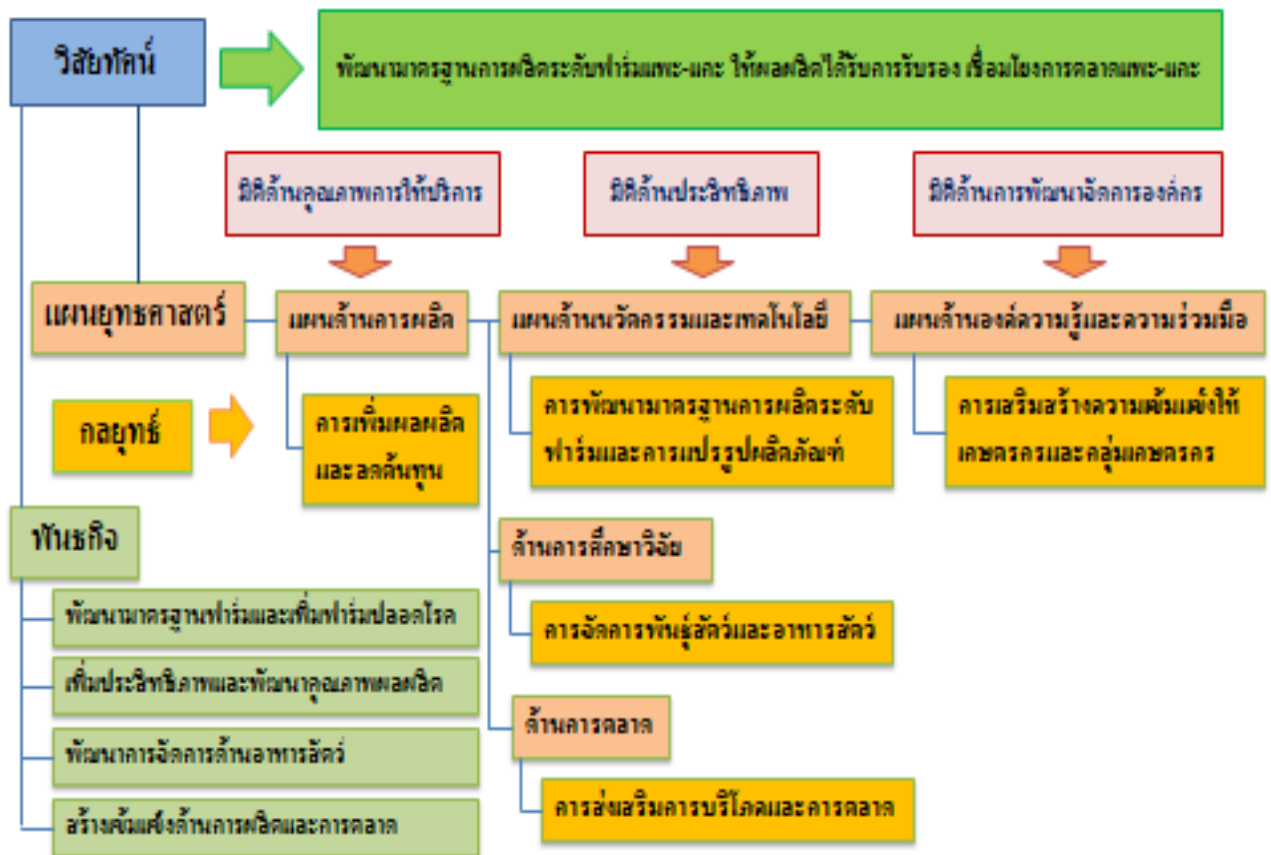 วิสัยทัศน์
พัฒนามาตรฐานการผลิตระดับฟาร์มแพะ-แกะ ให้ผลผลิตได้รับการรับรอง เชื่อมโยงการตลาดแพะ-แกะ
มิติด้านคุณภาพการให้บริการ
มิติด้านประสิทธิภาพ
มิติด้านการพัฒนาจัดการองค์กร
แผนยุทธศาสตร์
แผนด้านการผลิต
แผนด้านนวัตกรรมและเทคโนโลยี
แผนด้านองค์ความรู้และความร่วมมือ
กลยุทธ์
การเพิ่มผลผลิต
และลดต้นทุน
การพัฒนามาตรฐานการผลิตระดับ
ฟาร์มและการแปรรูปผลิตภัณฑ์
การเสริมสร้างความเข้มแข็งให้
เกษตรกรและกลุ่มเกษตรกร
พันธกิจ
พัฒนามาตรฐานฟาร์มและเพิ่มฟาร์มปลอดโรค
เพิ่มประสิทธิภาพและพัฒนาคุณภาพผลผลิต
พัฒนาการจัดการด้านอาหารสัตว์
สร้างเข้มแข็งด้านการผลิตและการตลาด
ด้านการศึกษาวิจัย
การจัดการพันธุ์สัตว์และอาหารสัตว์
ด้านการตลาด
การส่งเสริมการบริโภคและการตลาด